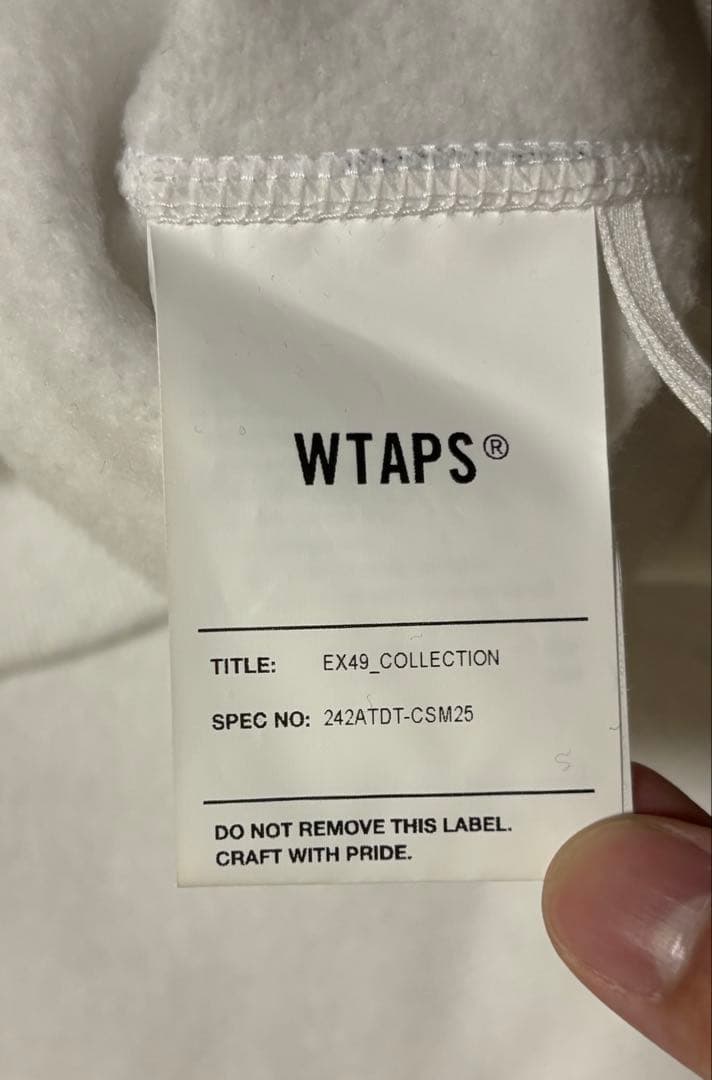 WTAPS®
TITLE: EX49_COLLECTION
SPEC NO: 242ATDT-CSM25
DO NOT REMOVE THIS LABEL.
CRAFT WITH PRIDE.